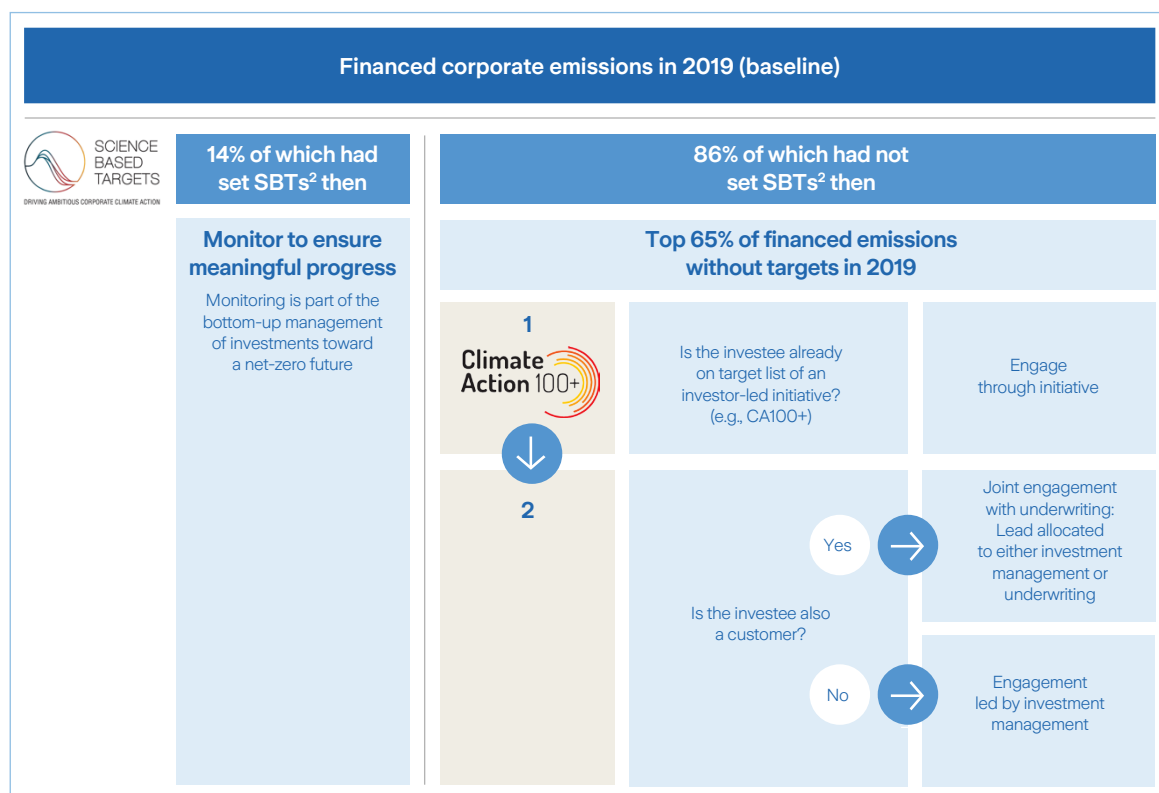 Financed corporate emissions in 2019 (baseline)
SCIENCE
BASED
TARGETS
DRIVING AMBITIOUS CORPORATE CLIMATE ACTION
14% of which had
set SBTs² then
86% of which had not
set SBTs² then
Monitor to ensure
meaningful progress
Monitoring is part of the
bottom-up management
of investments toward
a net-zero future
Top 65% of financed emissions
without targets in 2019
1
Climate
Action 100+
Is the investee already
on target list of an
investor-led initiative?
(e.g., CA100+)
Engage
through initiative
2
Is the investee also
a customer?
Yes
Joint engagement
with underwriting:
Lead allocated
to either investment
management or
underwriting
No
Engagement
led by investment
management